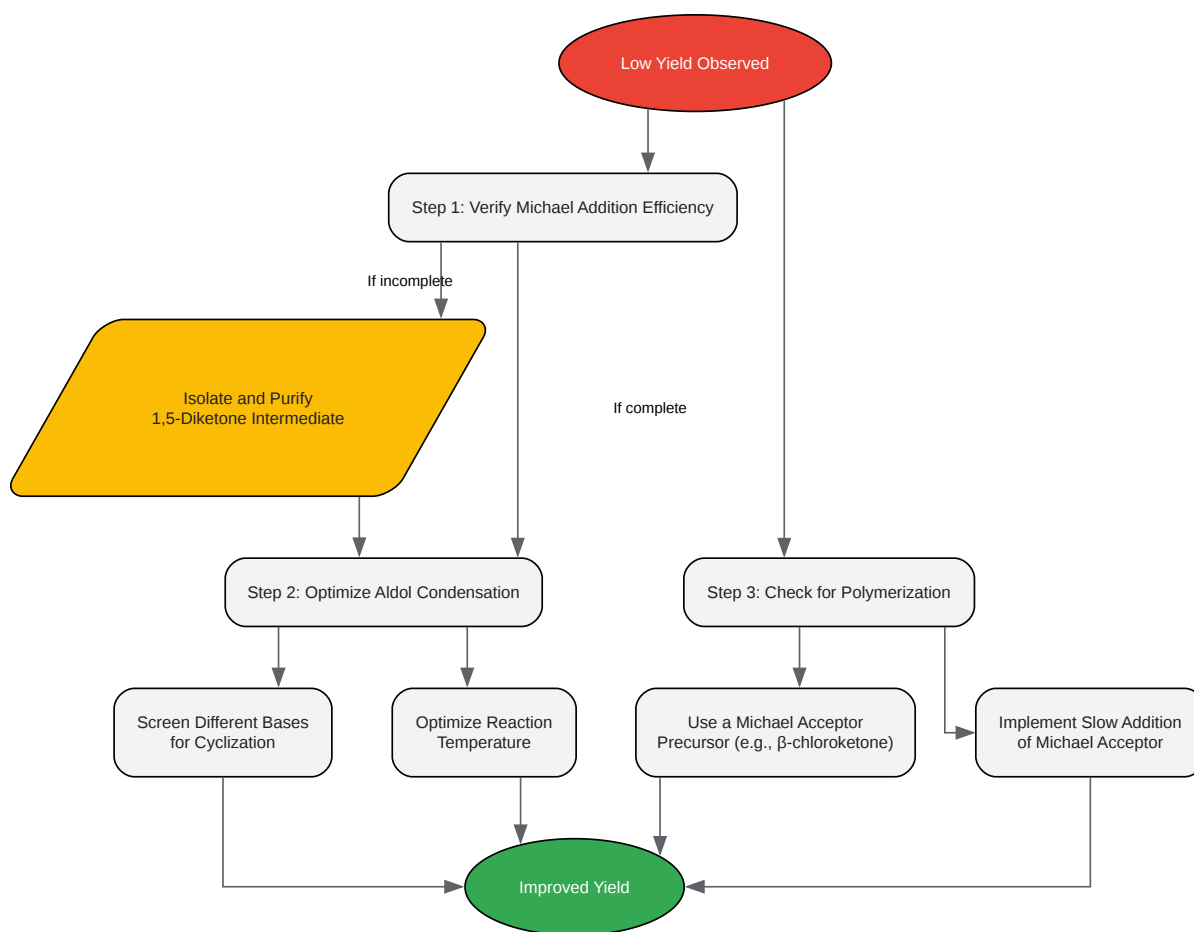 Low Yield Observed
Step 1: Verify Michael Addition Efficiency
If incomplete
Isolate and Purify
1,5-Diketone Intermediate
If complete
Step 2: Optimize Aldol Condensation
Step 3: Check for Polymerization
Screen Different Bases
for Cyclization
Optimize Reaction
Temperature
Use a Michael Acceptor
Precursor (e.g., β-chloroketone)
Implement Slow Addition
of Michael Acceptor
Improved Yield